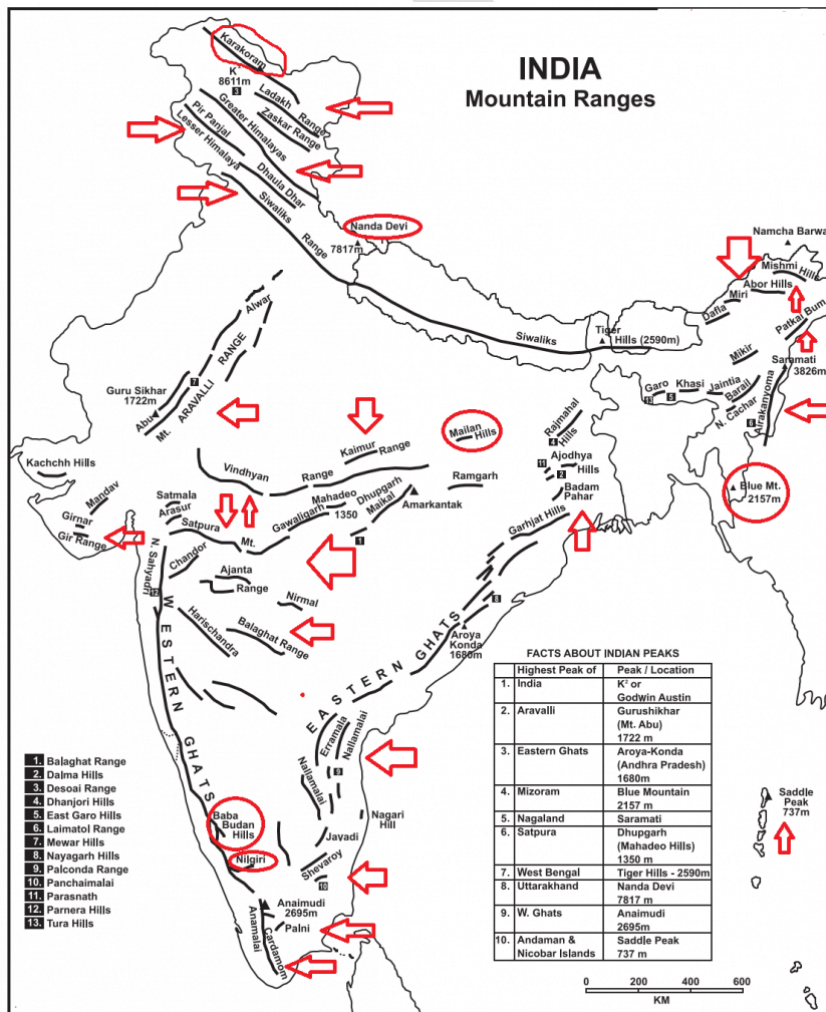 INDIA
Mountain Ranges
Karakoram
K²
8611m
3
Ladakh Range
Zaskar Range
Greater Himalayas
Pir Panjal
Lesser Himalaya
Dhaula Dhar
Siwaliks Range
Nanda Devi
7817m
Namcha Barwa
Mishmi Hills
Abor Hills
Miri
Dafla
Patkai Bum
Siwaliks
Tiger
Hills (2590m)
Mikir
Saramati
3826m
Alwar
ARAVALLI RANGE
7
Guru Sikhar
1722m
Mt. Abu
Garo
13
Khasi
5
Jaintia
Barail
N. Cachar
6
Airakanyoma
Kaimur Range
Mailan
Hills
Rajmahal
Hills
4
Kachchh Hills
Vindhyan Range
Ajodhya
Hills
11
2
Mandav
Satmala
Arasur
Mahadeo
1350
Dhupgarh
Ramgarh
Badam
Pahar
Blue Mt.
2157m
Girnar
Gir Range
Satpura Mt.
Gawaligarh
Maikal
1
Amarkantak
Garhjat Hills
N. Sahyadri
Chandor
12
Ajanta
Range
Nirmal
8
Harischandra
Balaghat Range
Aroya
Konda
1680m
WESTERN GHATS
EASTERN GHATS
Erramala
Nallamalai
Nallamalai
9
Nagari
Hill
Baba
Budan
Hills
Javadi
Nilgiri
Shevaroy
10
Anaimudi
2695m
Palni
Anamalai
Cardamom
Saddle
Peak
737m
1. Balaghat Range
2. Dalma Hills
3. Desoai Range
4. Dhanjori Hills
5. East Garo Hills
6. Laimatol Range
7. Mewar Hills
8. Nayagarh Hills
9. Palconda Range
10. Panchaimalai
11. Parasnath
12. Parnera Hills
13. Tura Hills
FACTS ABOUT INDIAN PEAKS
Highest Peak of Peak / Location
1. India K² or
Godwin Austin
2. Aravalli Gurushikhar
(Mt. Abu)
1722 m
3. Eastern Ghats Aroya-Konda
(Andhra Pradesh)
1680m
4. Mizoram Blue Mountain
2157 m
5. Nagaland Saramati
6. Satpura Dhupgarh
(Mahadeo Hills)
1350 m
7. West Bengal Tiger Hills - 2590m
8. Uttarakhand Nanda Devi
7817 m
9. W. Ghats Anaimudi
2695m
10. Andaman & Saddle Peak
Nicobar Islands 737 m
0 200 400 600
KM